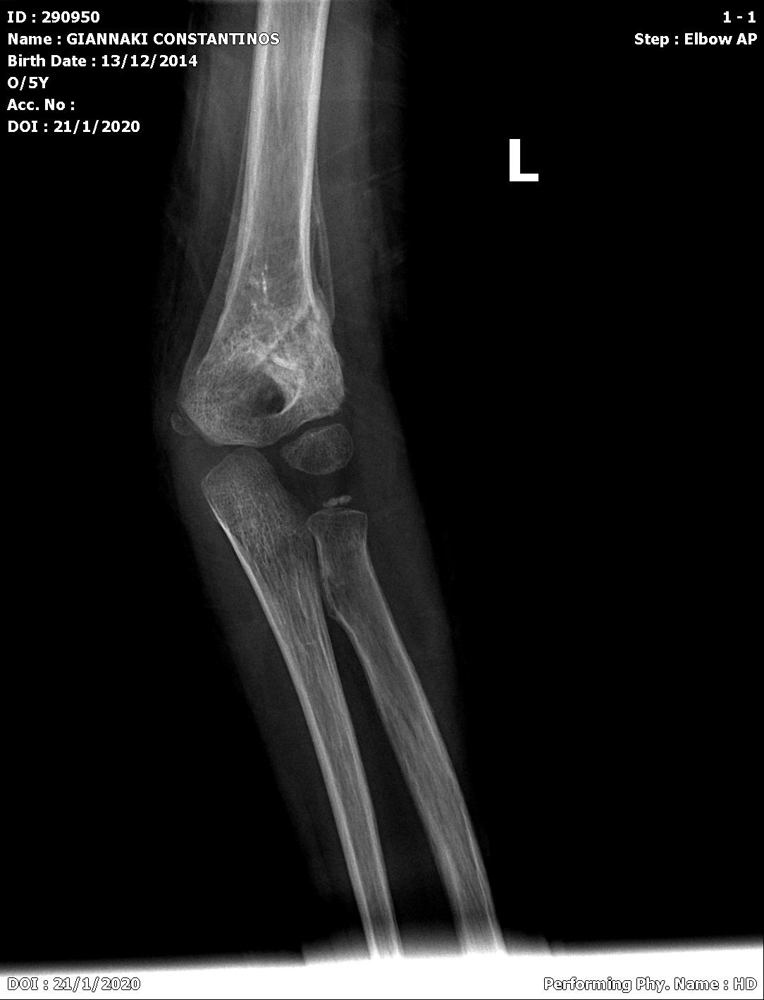 ID : 290950
Name : GIANNAKI CONSTANTINOS
Birth Date : 13/12/2014
O/5Y
Acc. No :
DOI : 21/1/2020
1 - 1
Step : Elbow AP
L
DOI : 21/1/2020
Performing Phy. Name : HD